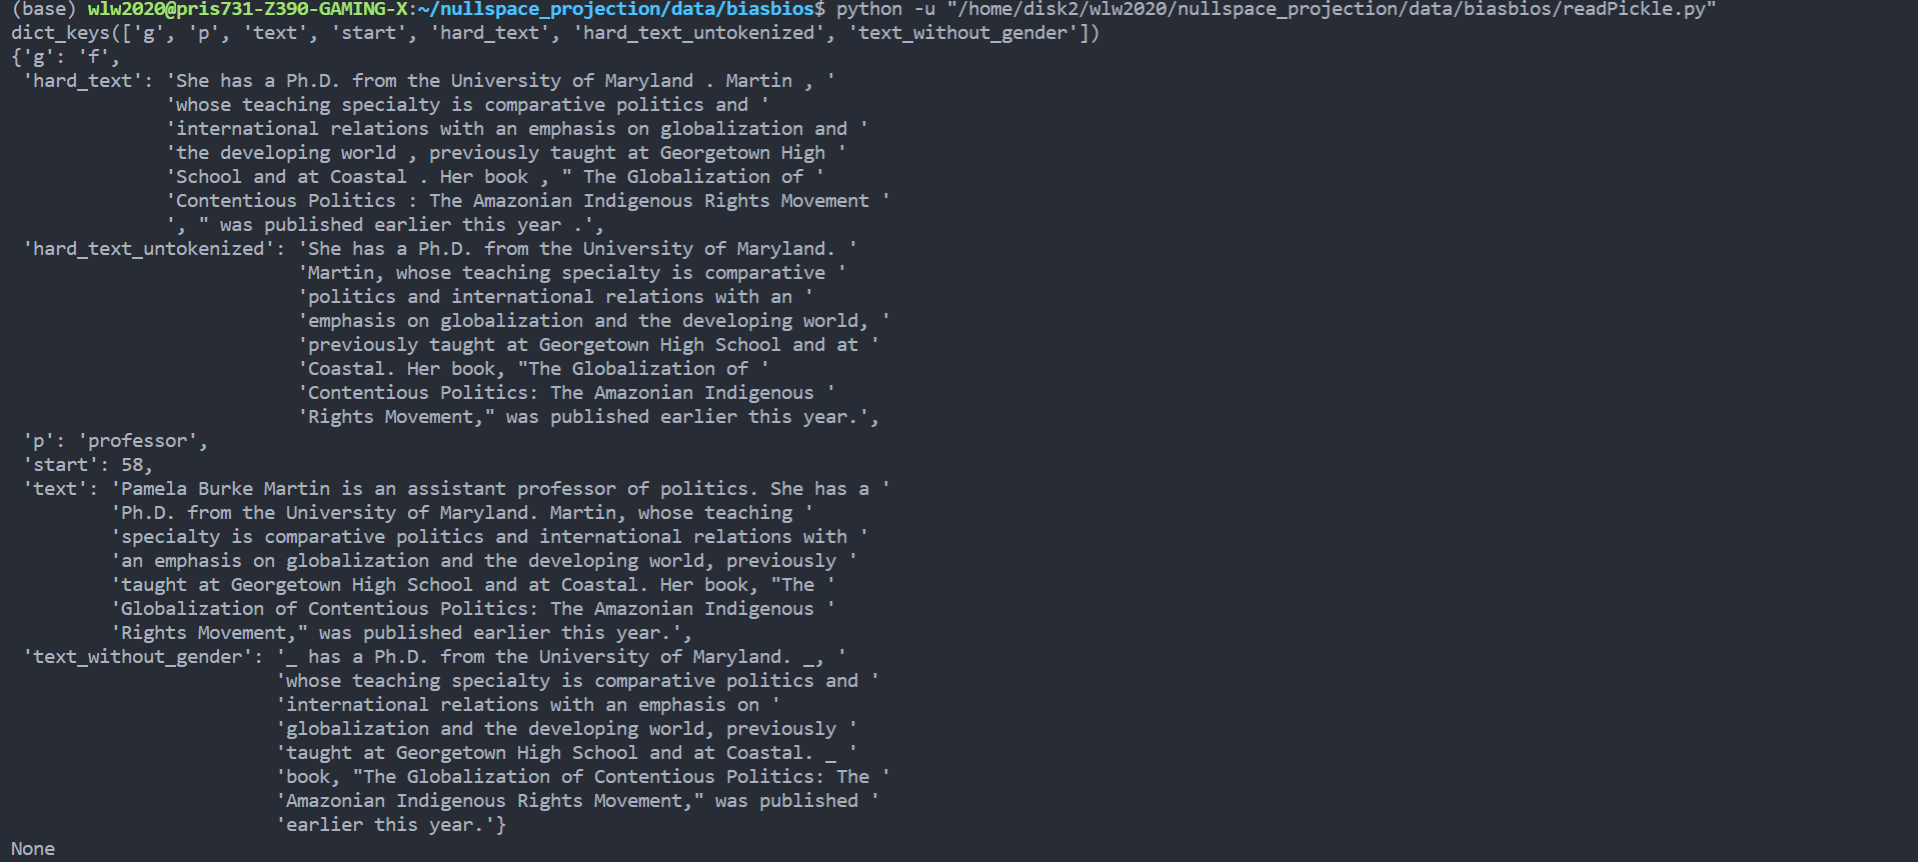 (base) wlw2020@pris731-Z390-GAMING-X:~/nullspace_projection/data/biasbios$ python -u "/home/disk2/wlw2020/nullspace_projection/data/biasbios/readPickle.py"
dict_keys(['g', 'p', 'text', 'start', 'hard_text', 'hard_text_untokenized', 'text_without_gender'])
{'g': 'f',
 'hard_text': 'She has a Ph.D. from the University of Maryland . Martin , '
              'whose teaching specialty is comparative politics and '
              'international relations with an emphasis on globalization and '
              'the developing world , previously taught at Georgetown High '
              'School and at Coastal . Her book , " The Globalization of '
              'Contentious Politics : The Amazonian Indigenous Rights Movement '
              ', " was published earlier this year .',
 'hard_text_untokenized': 'She has a Ph.D. from the University of Maryland. '
                          'Martin, whose teaching specialty is comparative '
                          'politics and international relations with an '
                          'emphasis on globalization and the developing world, '
                          'previously taught at Georgetown High School and at '
                          'Coastal. Her book, "The Globalization of '
                          'Contentious Politics: The Amazonian Indigenous '
                          'Rights Movement," was published earlier this year.',
 'p': 'professor',
 'start': 58,
 'text': 'Pamela Burke Martin is an assistant professor of politics. She has a '
         'Ph.D. from the University of Maryland. Martin, whose teaching '
         'specialty is comparative politics and international relations with '
         'an emphasis on globalization and the developing world, previously '
         'taught at Georgetown High School and at Coastal. Her book, "The '
         'Globalization of Contentious Politics: The Amazonian Indigenous '
         'Rights Movement," was published earlier this year.',
 'text_without_gender': '_ has a Ph.D. from the University of Maryland. _, '
                        'whose teaching specialty is comparative politics and '
                        'international relations with an emphasis on '
                        'globalization and the developing world, previously '
                        'taught at Georgetown High School and at Coastal. _ '
                        'book, "The Globalization of Contentious Politics: The '
                        'Amazonian Indigenous Rights Movement," was published '
                        'earlier this year.'}
None